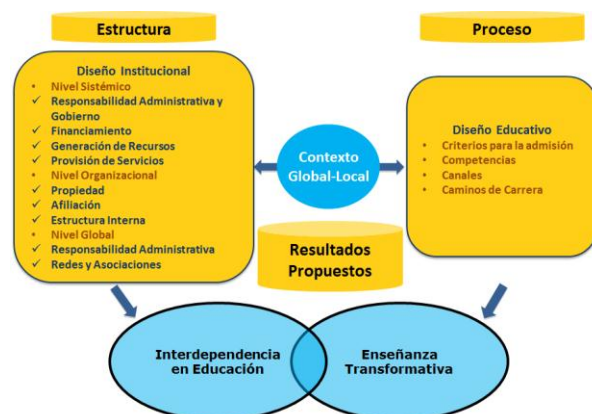 Estructura
Proceso
Diseño Institucional
Nivel Sistémico
Responsabilidad Administrativa y
Gobierno
Financiamiento
Generación de Recursos
Provisión de Servicios
Nivel Organizacional
Propiedad
Afiliación
Estructura Interna
Nivel Global
Responsabilidad Administrativa
Redes y Asociaciones
Contexto
Global-Local
Diseño Educativo
Criterios para la admisión
Competencias
Canales
Caminos de Carrera
Resultados
Propuestos
Interdependencia
en Educación
Enseñanza
Transformativa